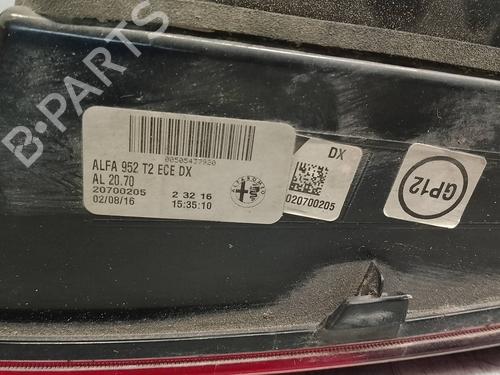 B-PARTS
00505437920
ALFA 952 T2 ECE DX
AL 20.70
20700205 2 32 16
02/08/16 15:35:10
DX
020700205
GP12